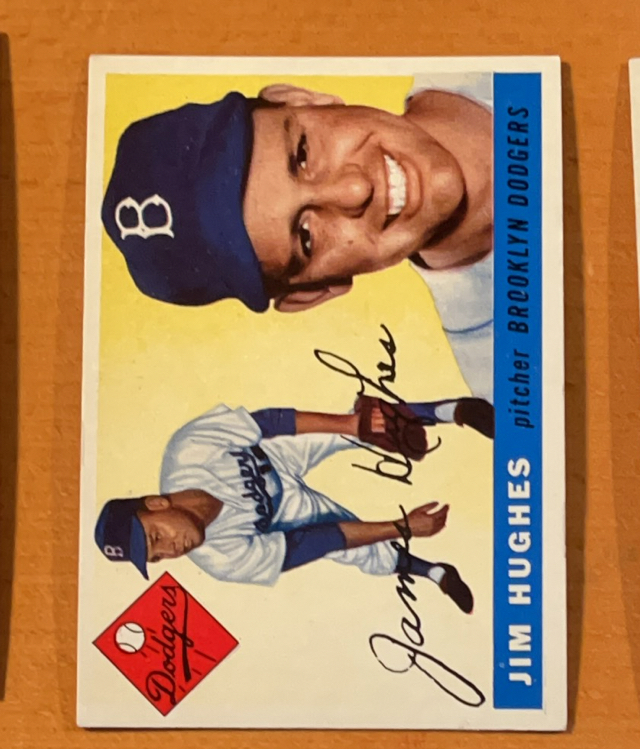 B
Dodgers
B
Dodgers
James Hughes
JIM HUGHES pitcher BROOKLYN DODGERS